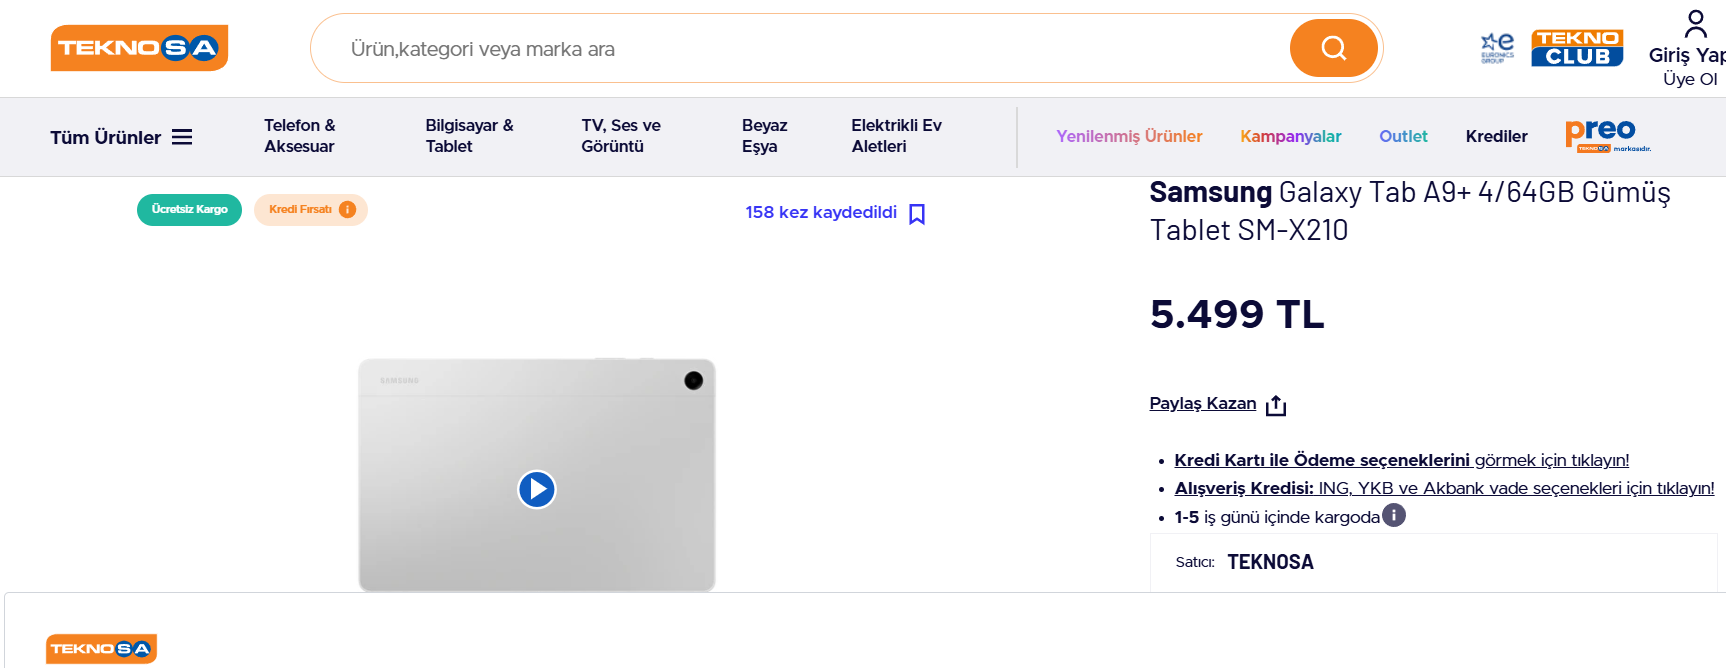 TEKNOSA
Ürün,kategori veya marka ara
e
EURONICS
GROUP
TEKNO
CLUB
Giriş Yap
Üye Ol
Tüm Ürünler
Telefon &
Aksesuar
Bilgisayar &
Tablet
TV, Ses ve
Görüntü
Beyaz
Eşya
Elektrikli Ev
Aletleri
Yenilenmiş Ürünler
Kampanyalar
Outlet
Krediler
preo
TEKNOSA markasıdır.
Ücretsiz Kargo
Kredi Fırsatı i
158 kez kaydedildi
SAMSUNG
Samsung Galaxy Tab A9+ 4/64GB Gümüş
Tablet SM-X210
5.499 TL
Paylaş Kazan
• Kredi Kartı ile Ödeme seçeneklerini görmek için tıklayın!
• Alışveriş Kredisi: ING, YKB ve Akbank vade seçenekleri için tıklayın!
• 1-5 iş günü içinde kargoda i
Satıcı: TEKNOSA
TEKNOSA